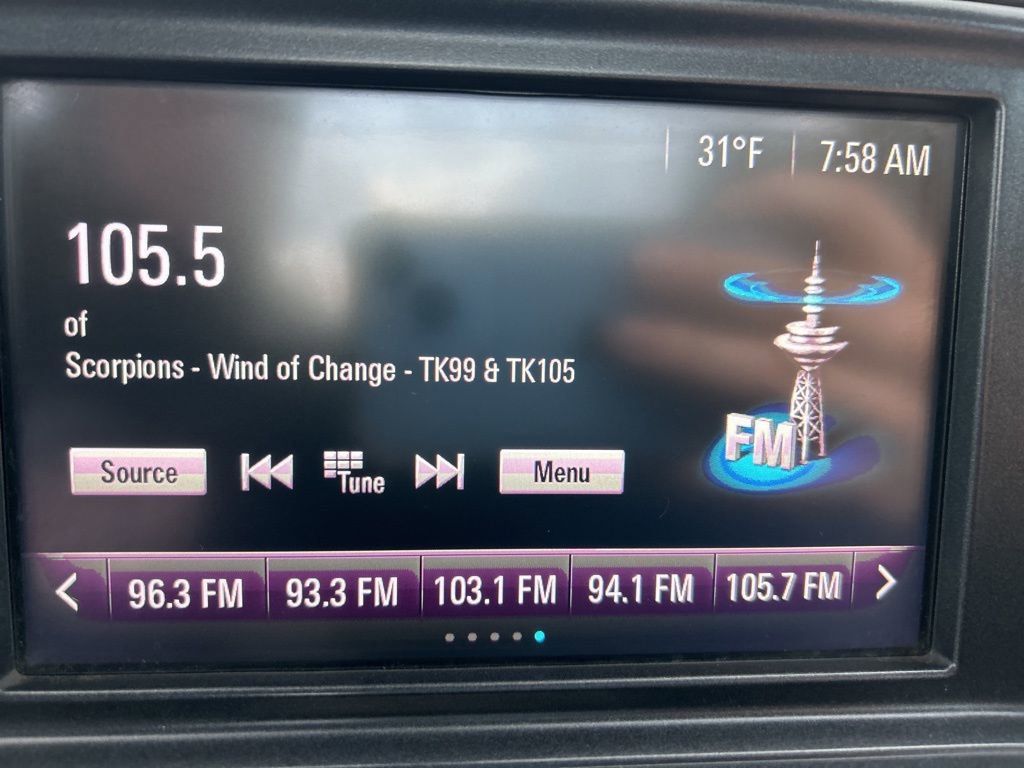 31°F 7:58 AM
105.5
of
Scorpions - Wind of Change - TK99 & TK105
Source Tune Menu
FM
96.3 FM 93.3 FM 103.1 FM 94.1 FM 105.7 FM